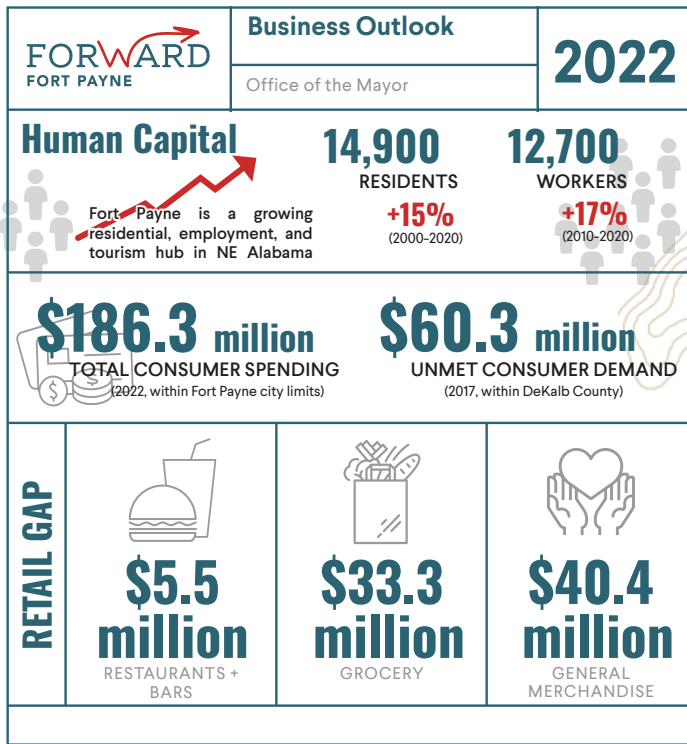 FORWARD
FORT PAYNE
Business Outlook
Office of the Mayor
2022
Human Capital
Fort Payne is a growing
residential, employment, and
tourism hub in NE Alabama
14,900
RESIDENTS
+15%
(2000-2020)
12,700
WORKERS
+17%
(2010-2020)
$186.3 million
TOTAL CONSUMER SPENDING
(2022, within Fort Payne city limits)
$60.3 million
UNMET CONSUMER DEMAND
(2017, within DeKalb County)
RETAIL GAP
$5.5
million
RESTAURANTS +
BARS
$33.3
million
GROCERY
$40.4
million
GENERAL
MERCHANDISE